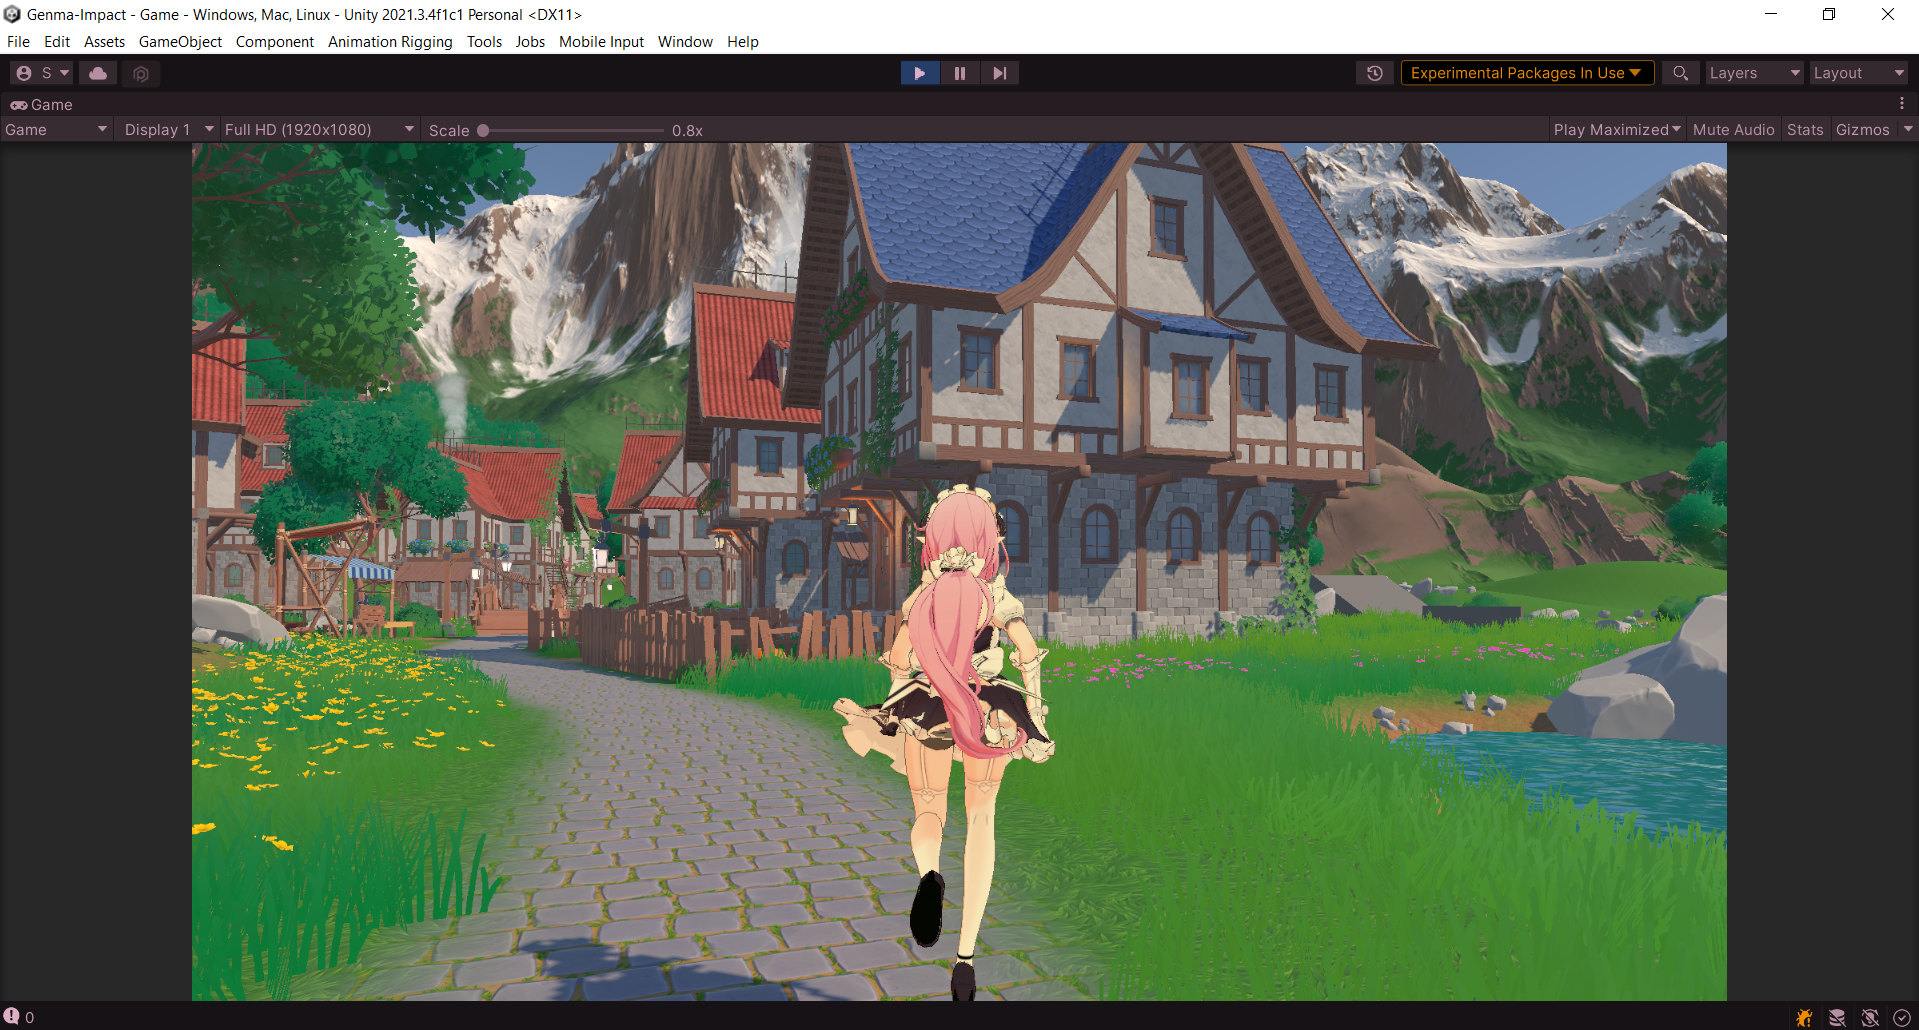 Genma-Impact - Game - Windows, Mac, Linux - Unity 2021.3.4f1c1 Personal <DX11>
File Edit Assets GameObject Component Animation Rigging Tools Jobs Mobile Input Window Help
S Experimental Packages In Use Layers Layout
Game
Game Display 1 Full HD (1920x1080) Scale 0.8x Play Maximized Mute Audio Stats Gizmos
0